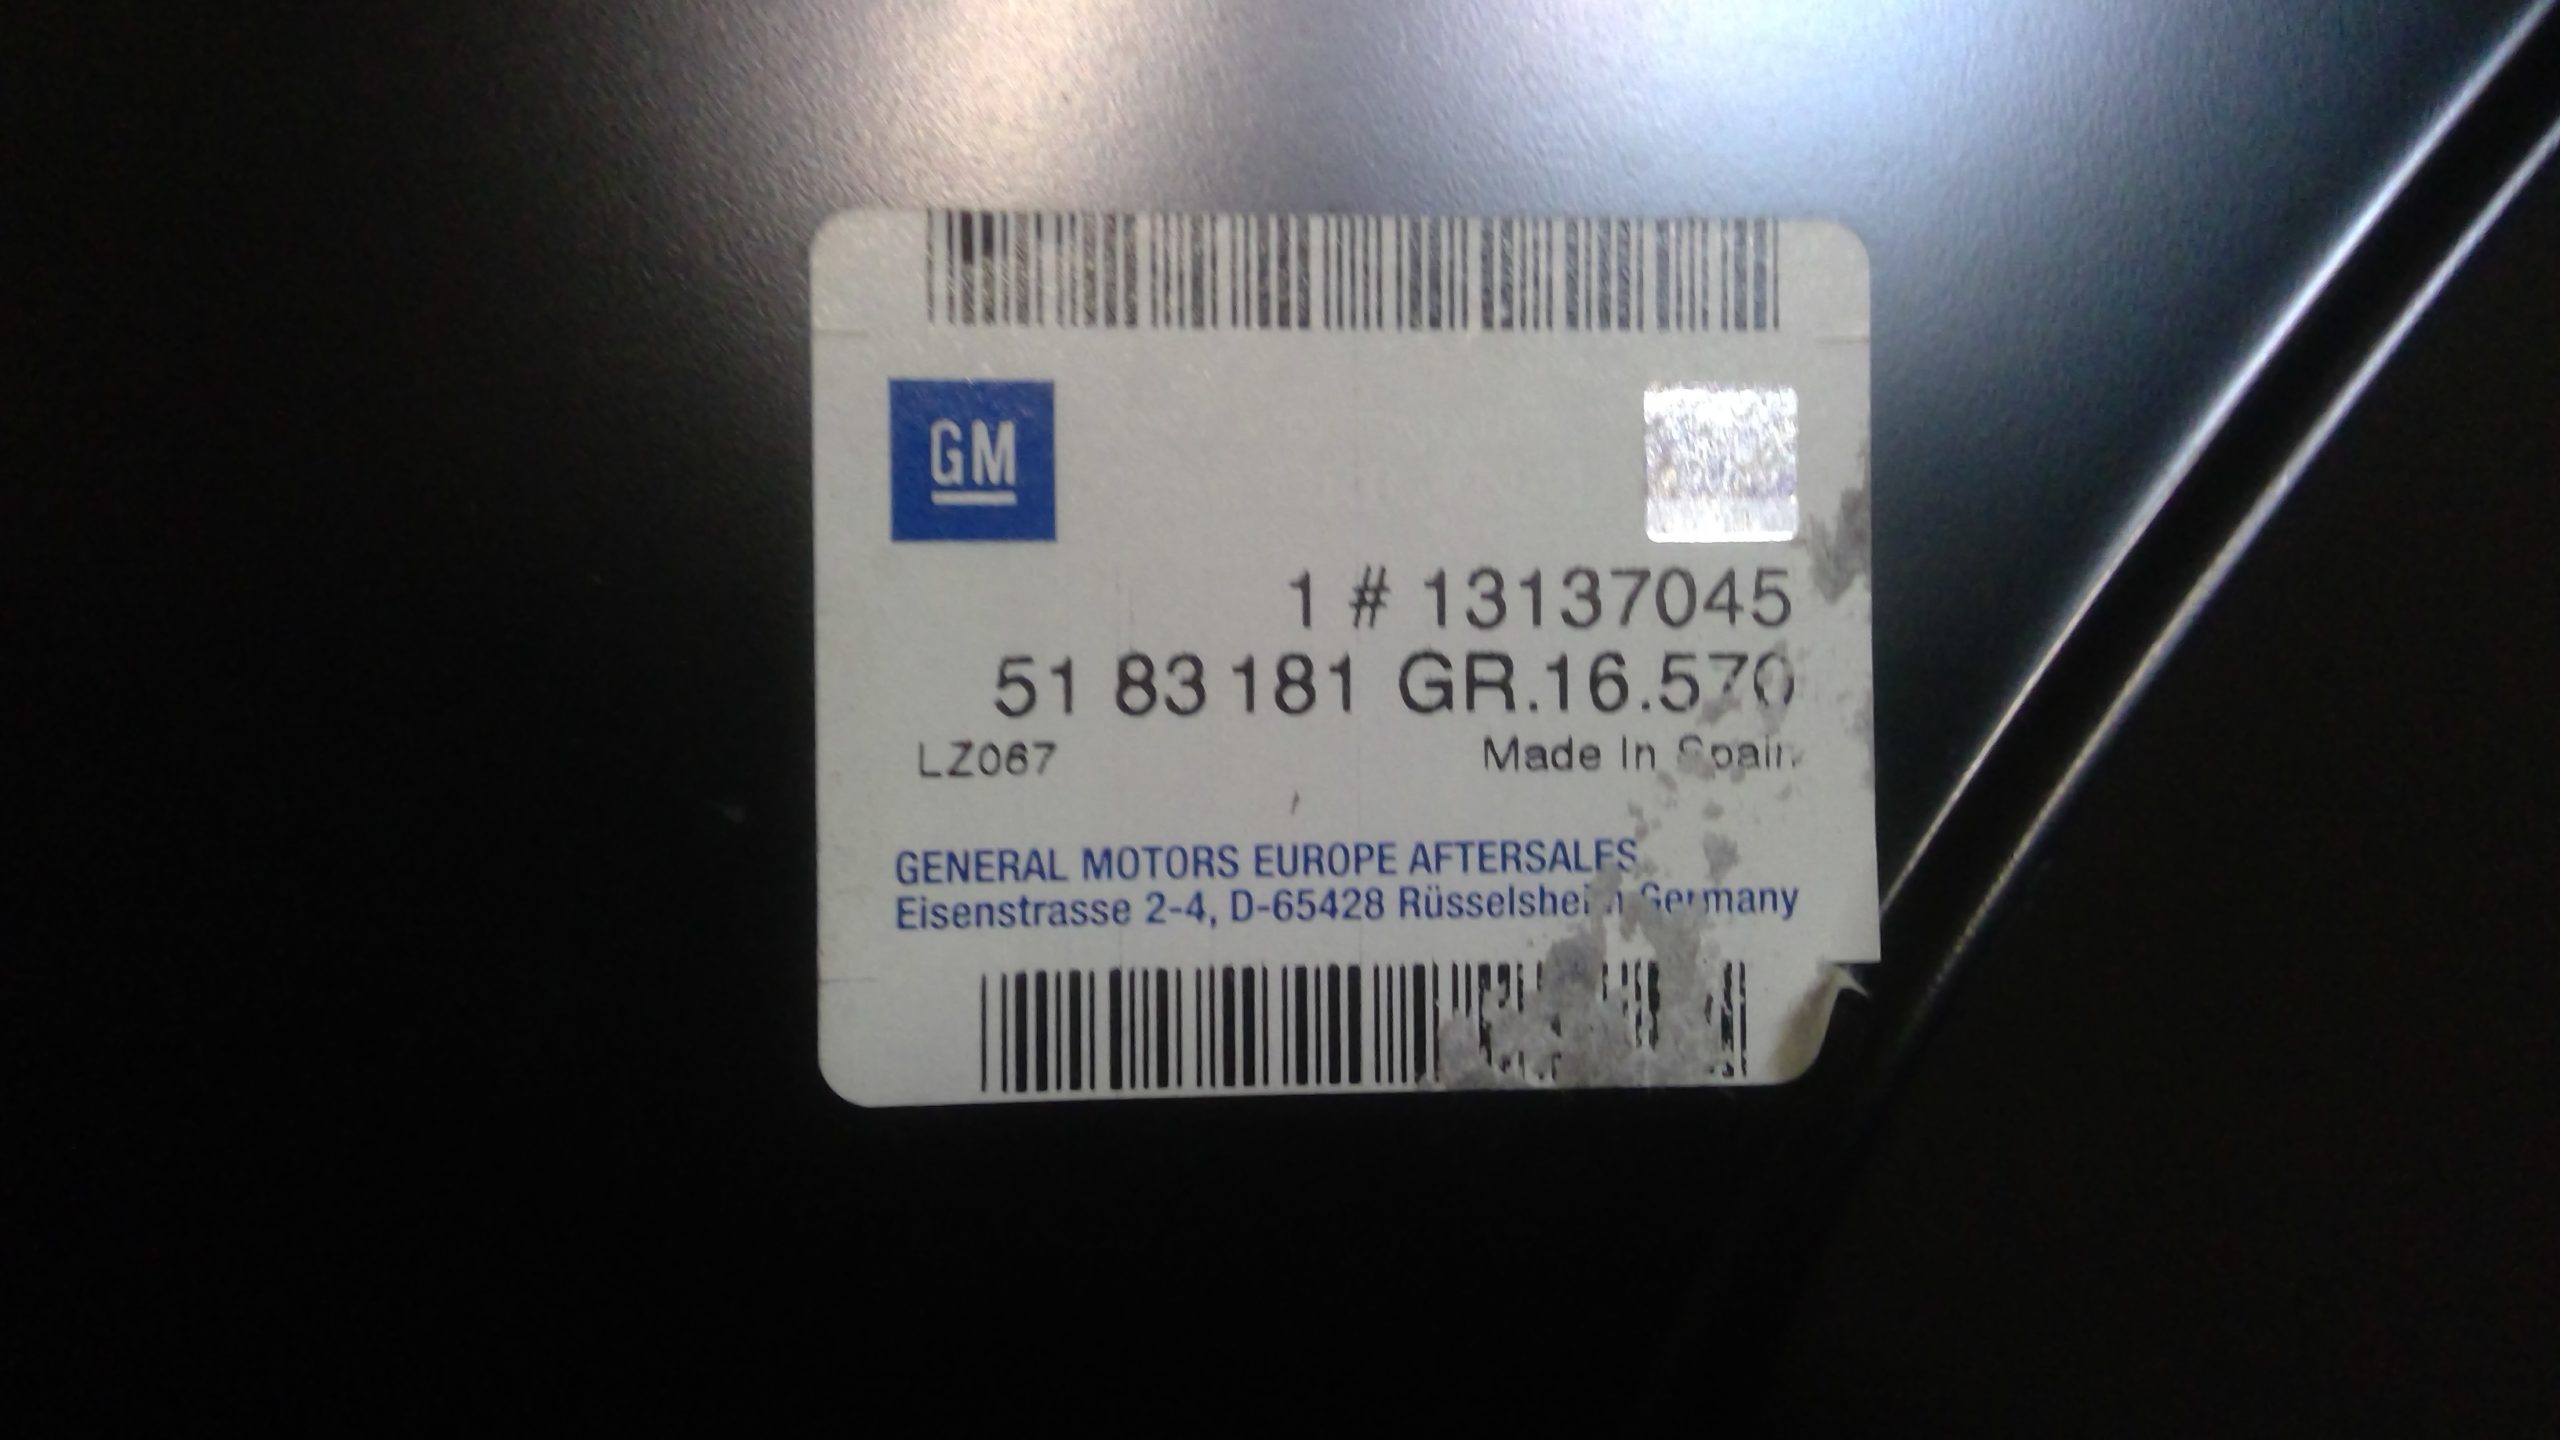 GM
1 # 13137045
51 83 181 GR.16.570
LZ067
Made In Spain
GENERAL MOTORS EUROPE AFTERSALES
Eisenstrasse 2-4, D-65428 Rüsselsheim Germany